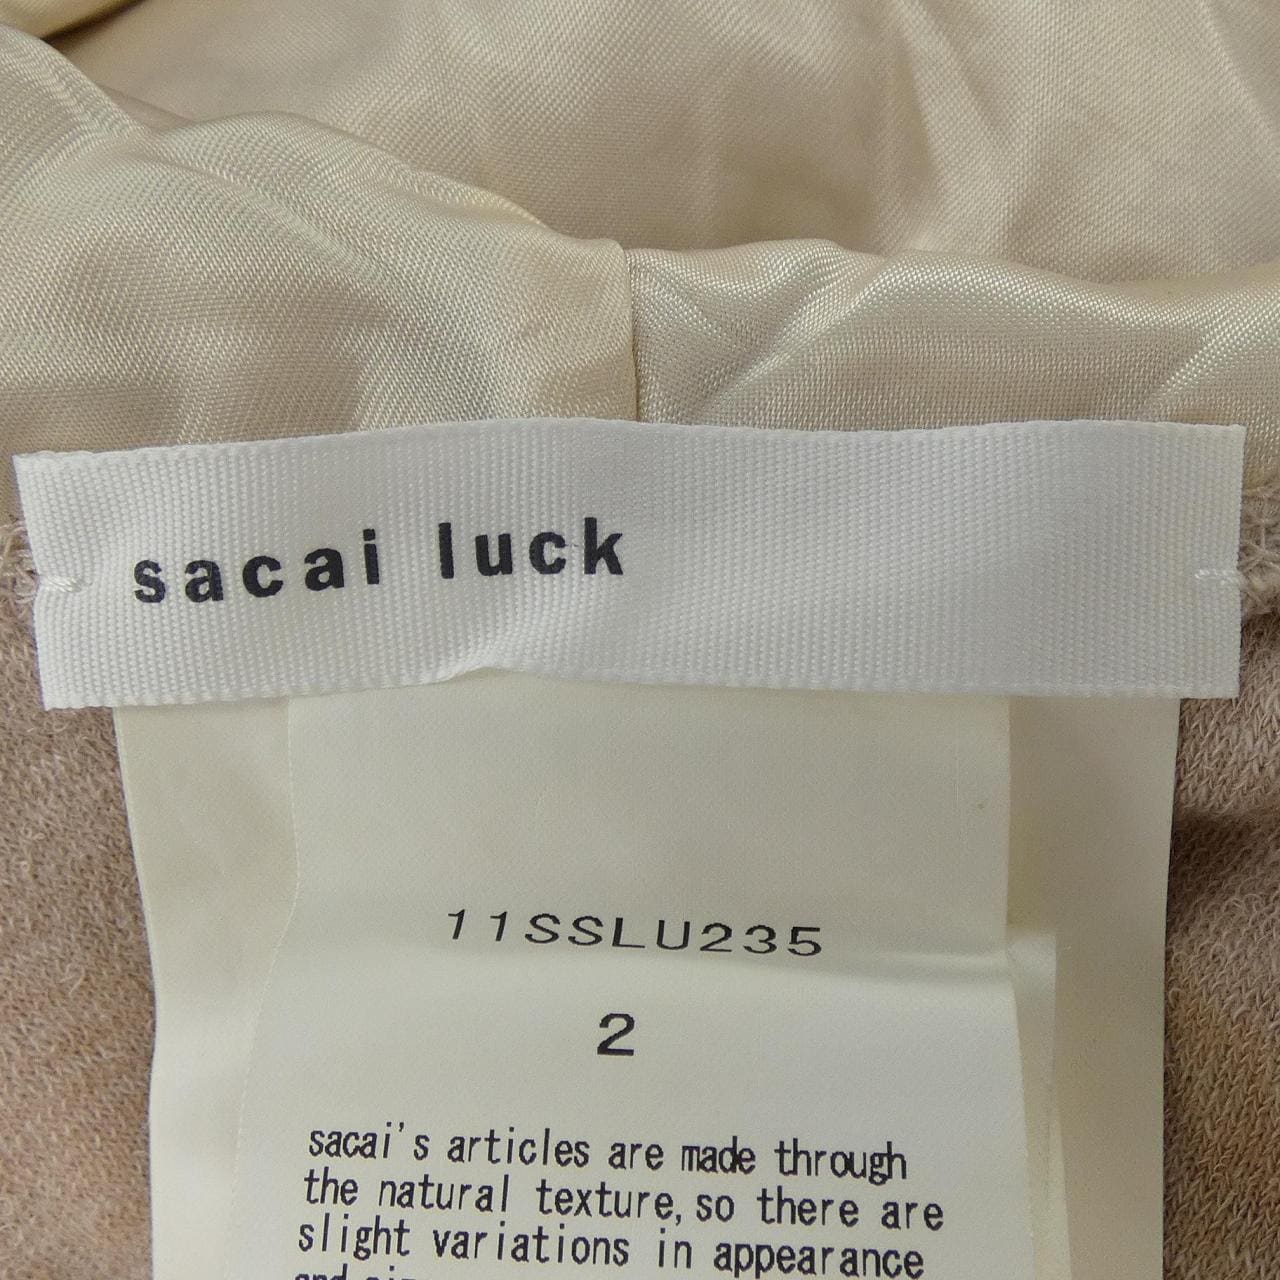 sacai luck
11SSLU235
2
sacai's articles are made through
the natural texture, so there are
slight variations in appearance